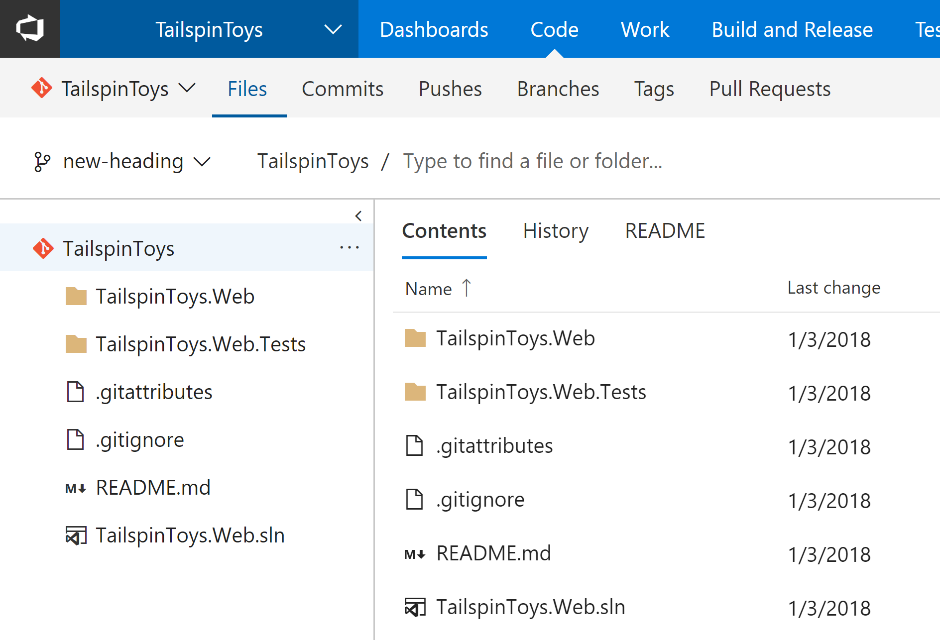 TailspinToys Dashboards Code Work Build and Release Tes
TailspinToys Files Commits Pushes Branches Tags Pull Requests
new-heading TailspinToys / Type to find a file or folder...
TailspinToys ...
TailspinToys.Web
TailspinToys.Web.Tests
.gitattributes
.gitignore
M↓ README.md
TailspinToys.Web.sln
Contents History README
Name ↑ Last change
TailspinToys.Web 1/3/2018
TailspinToys.Web.Tests 1/3/2018
.gitattributes 1/3/2018
.gitignore 1/3/2018
M↓ README.md 1/3/2018
TailspinToys.Web.sln 1/3/2018